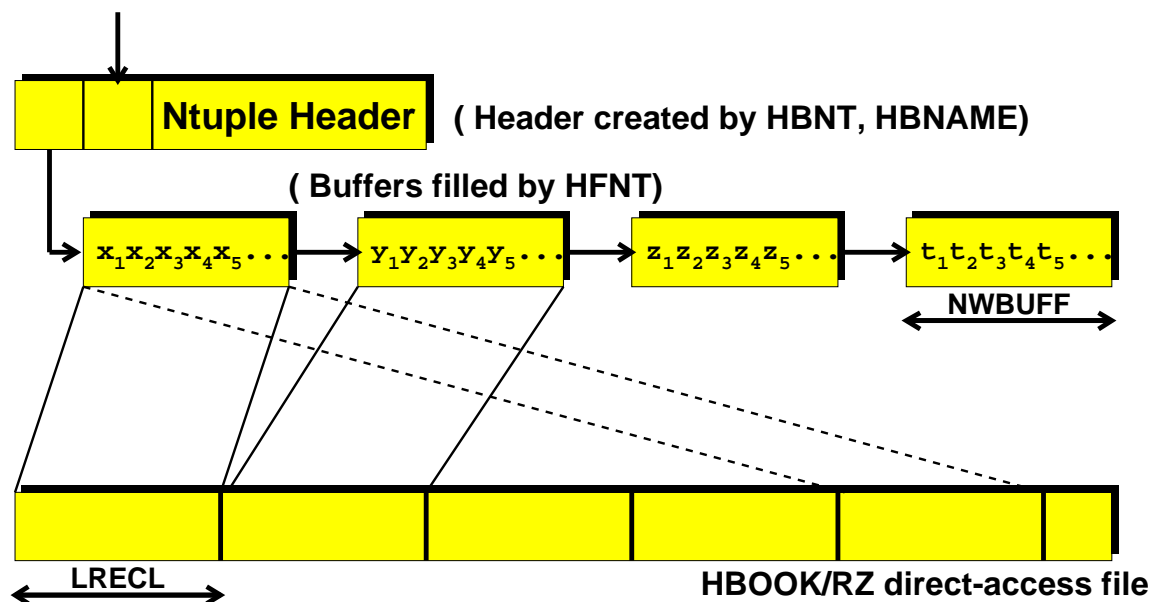 Ntuple Header
( Header created by HBNT, HBNAME)
( Buffers filled by HFNT)
x₁x₂x₃x₄x₅...
y₁y₂y₃y₄y₅...
z₁z₂z₃z₄z₅...
t₁t₂t₃t₄t₅...
NWBUFF
LRECL
HBOOK/RZ direct-access file